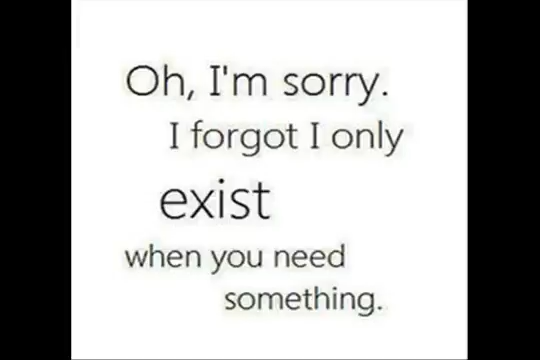 Oh, I'm sorry.
I forgot I only
exist
when you need
something.